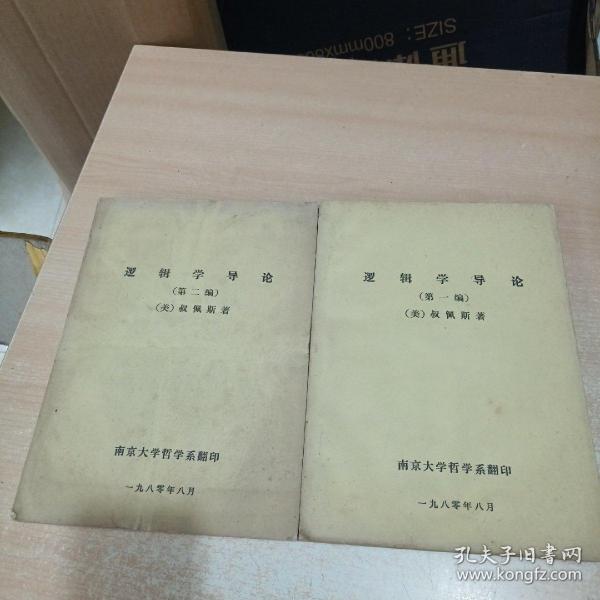 SIZE: 800mmx80
逻辑学导论
（第二编）
（美）叔佩斯著
南京大学哲学系翻印
一九八零年八月
逻辑学导论
（第一编）
（美）叔佩斯著
南京大学哲学系翻印
一九八零年八月
孔夫子旧书网
www.kongfz.com